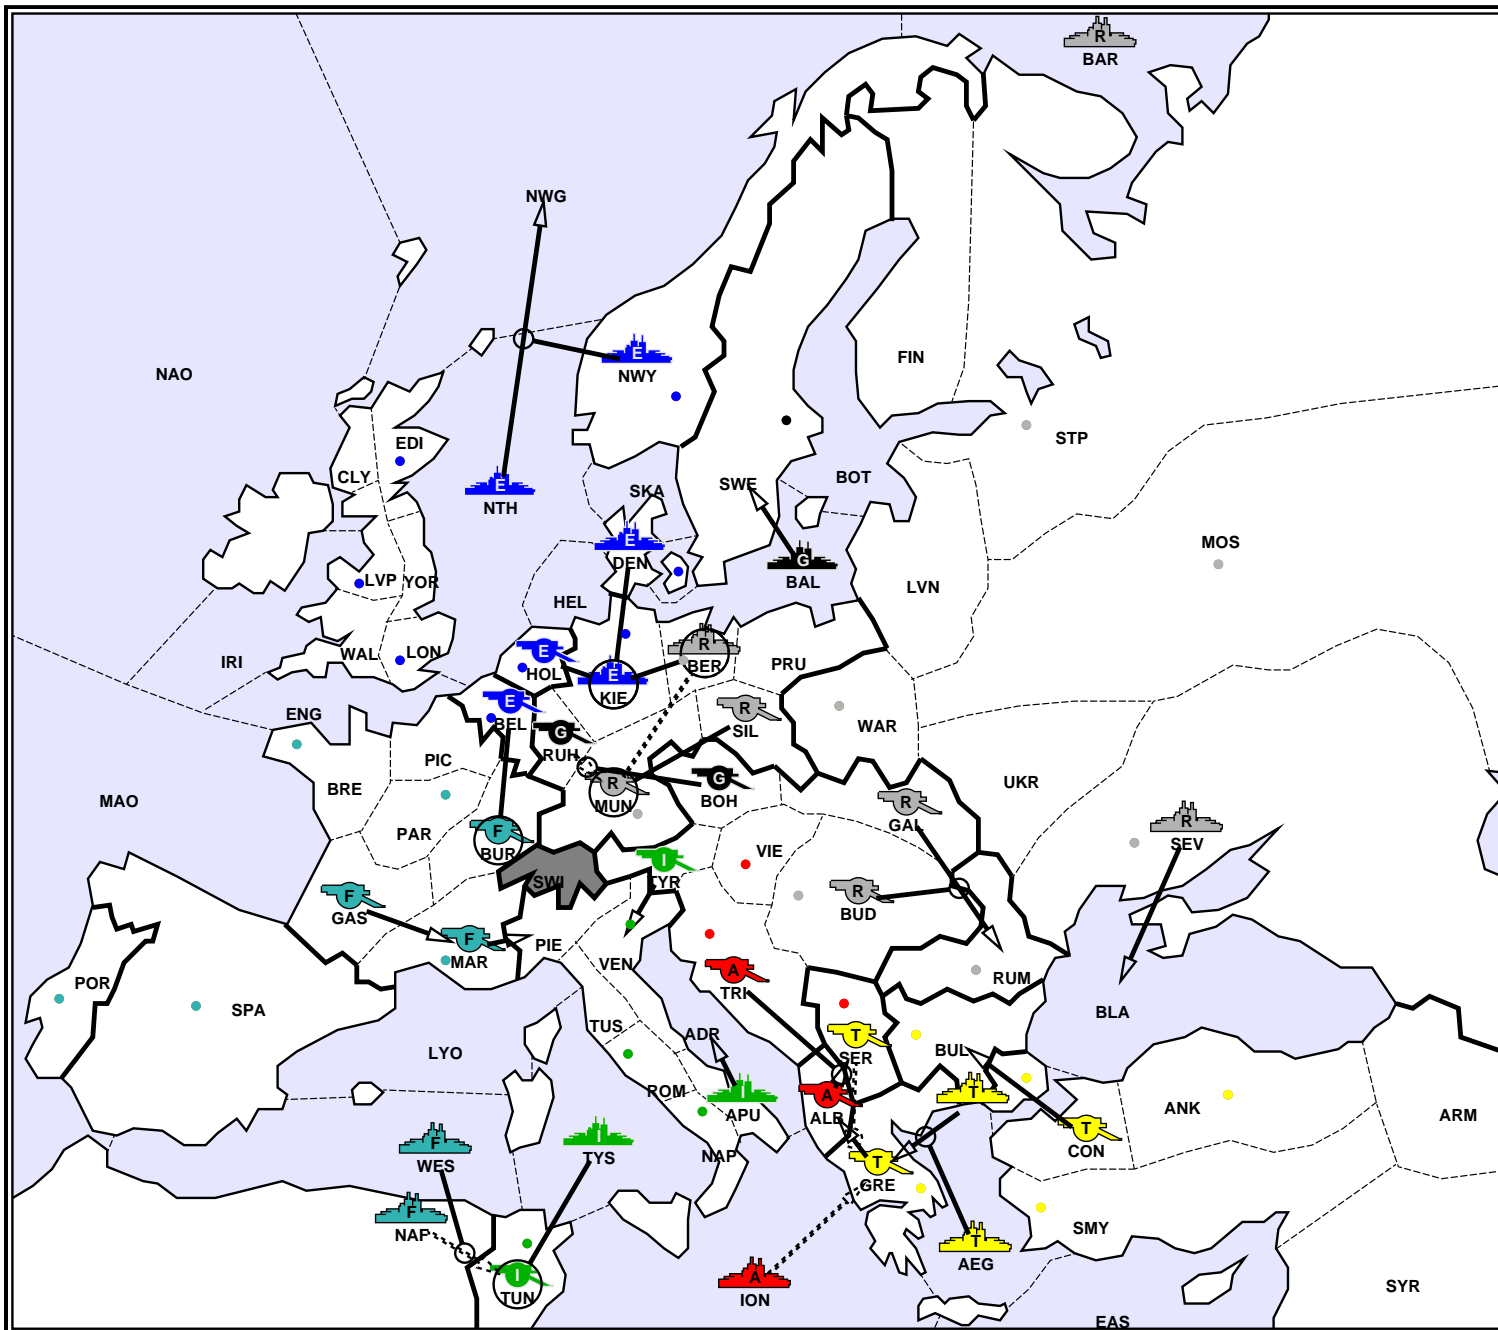 R
BAR
NWG
E
NWY
FIN
NAO
STP
EDI
CLY
E
NTH
SKA
SWE
BOT
E
DEN
G
BAL
MOS
LVP
YOR
HEL
LVN
IRI
WAL
LON
E
HOL
E
KIE
R
BER
PRU
ENG
E
BEL
G
RUH
R
SIL
WAR
PIC
BRE
R
MUN
G
BOH
UKR
MAO
PAR
F
BUR
R
GAL
R
SEV
VIE
I
TYR
SWI
F
GAS
R
BUD
F
MAR
PIE
VEN
A
TRI
RUM
POR
SPA
BLA
TUS
ADR
T
SER
BUL
LYO
ROM
I
APU
A
ALB
T
ANK
ARM
F
WES
I
TYS
NAP
T
GRE
T
CON
F
NAF
SMY
T
AEG
I
TUN
A
ION
SYR
EAS